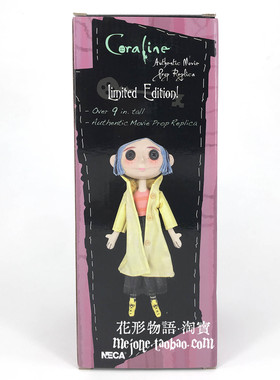 Coraline
Authentic Movie
Prop Replica
Limited Edition!
- Over 9 in. tall
- Authentic Movie Prop Replica
花形物語·淘寶
mejone.taobao.com
NECA